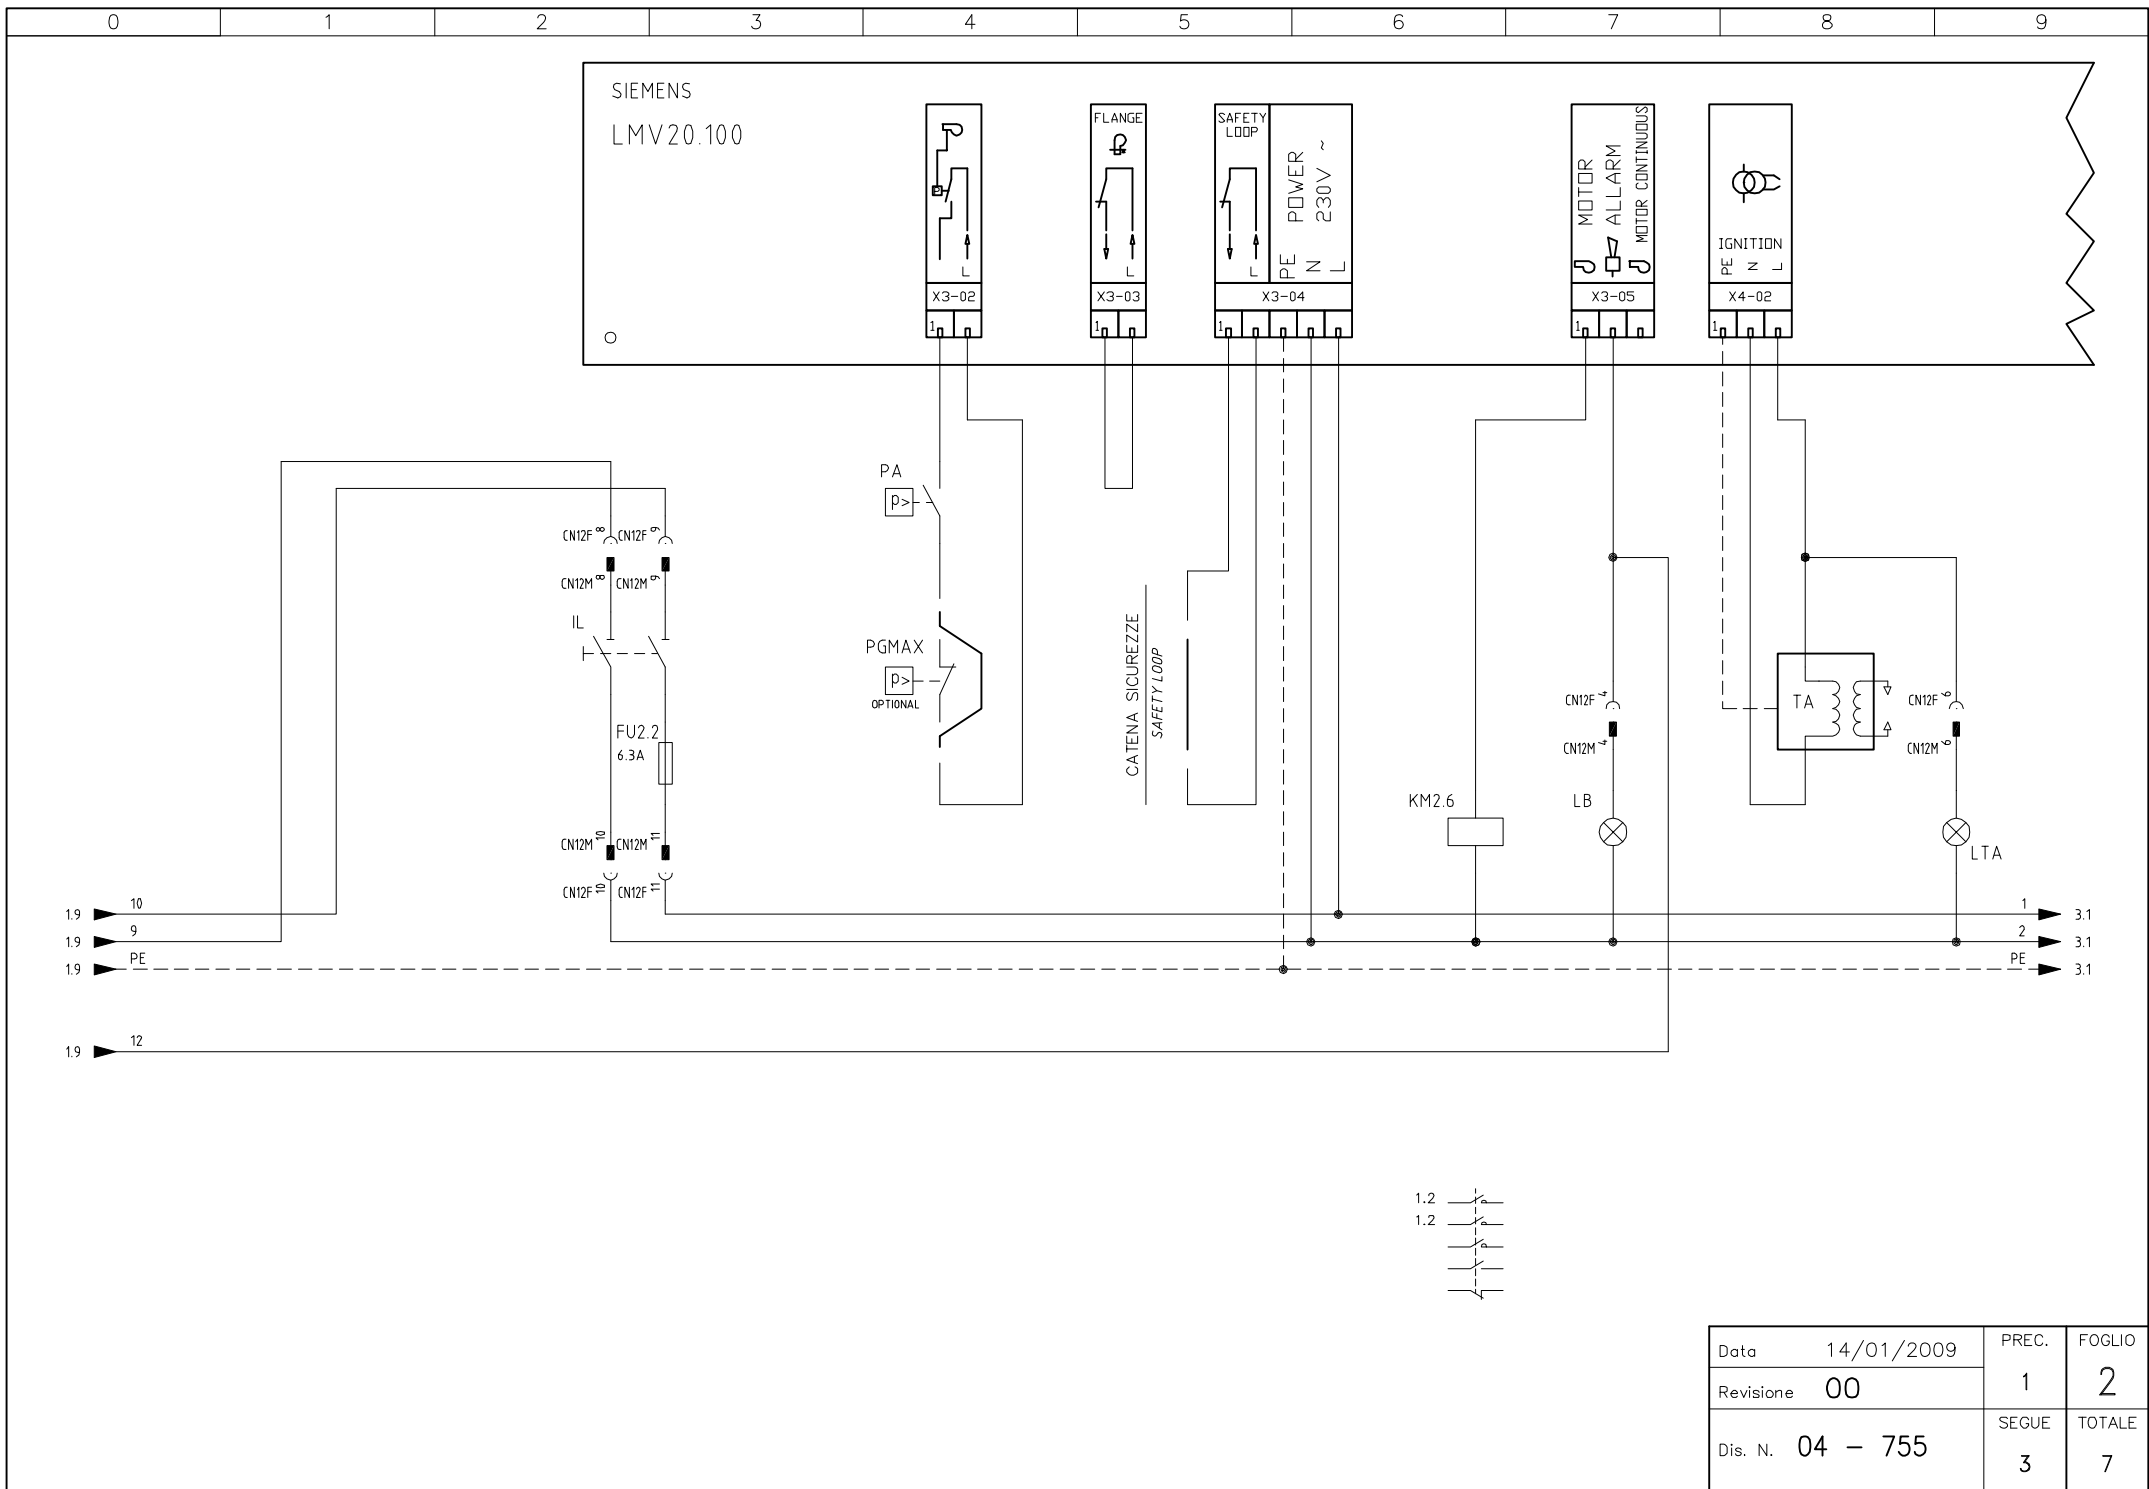 0 1 2 3 4 5 6 7 8 9
SIEMENS
LMV20.100
L
X3-02
1
FLANGE
L
X3-03
1
SAFETY
LOOP
L
POWER
230V ~
PE
N
L
X3-04
1
MOTOR
ALLARM
MOTOR CONTINUOUS
X3-05
1
IGNITION
PE
N
L
X4-02
1
PA
p>
CN12F 8
CN12F 9
CN12M 8
CN12M 9
IL
PGMAX
p>
OPTIONAL
CATENA SICUREZZE
SAFETY LOOP
FU2.2
6.3A
CN12F 4
CN12M 4
TA
CN12F 6
CN12M 6
KM2.6
LB
LTA
CN12M 10
CN12M 11
CN12F 10
CN12F 11
1.9 10 1 3.1
1.9 9 2 3.1
1.9 PE PE 3.1
1.9 12
1.2
1.2
Data 14/01/2009
PREC.
1
FOGLIO
2
Revisione 00
Dis. N. 04 - 755
SEGUE
3
TOTALE
7